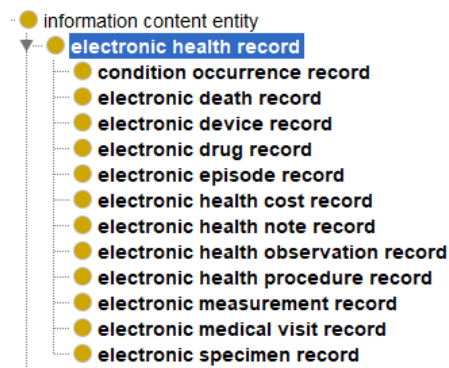 information content entity
electronic health record
condition occurrence record
electronic death record
electronic device record
electronic drug record
electronic episode record
electronic health cost record
electronic health note record
electronic health observation record
electronic health procedure record
electronic measurement record
electronic medical visit record
electronic specimen record